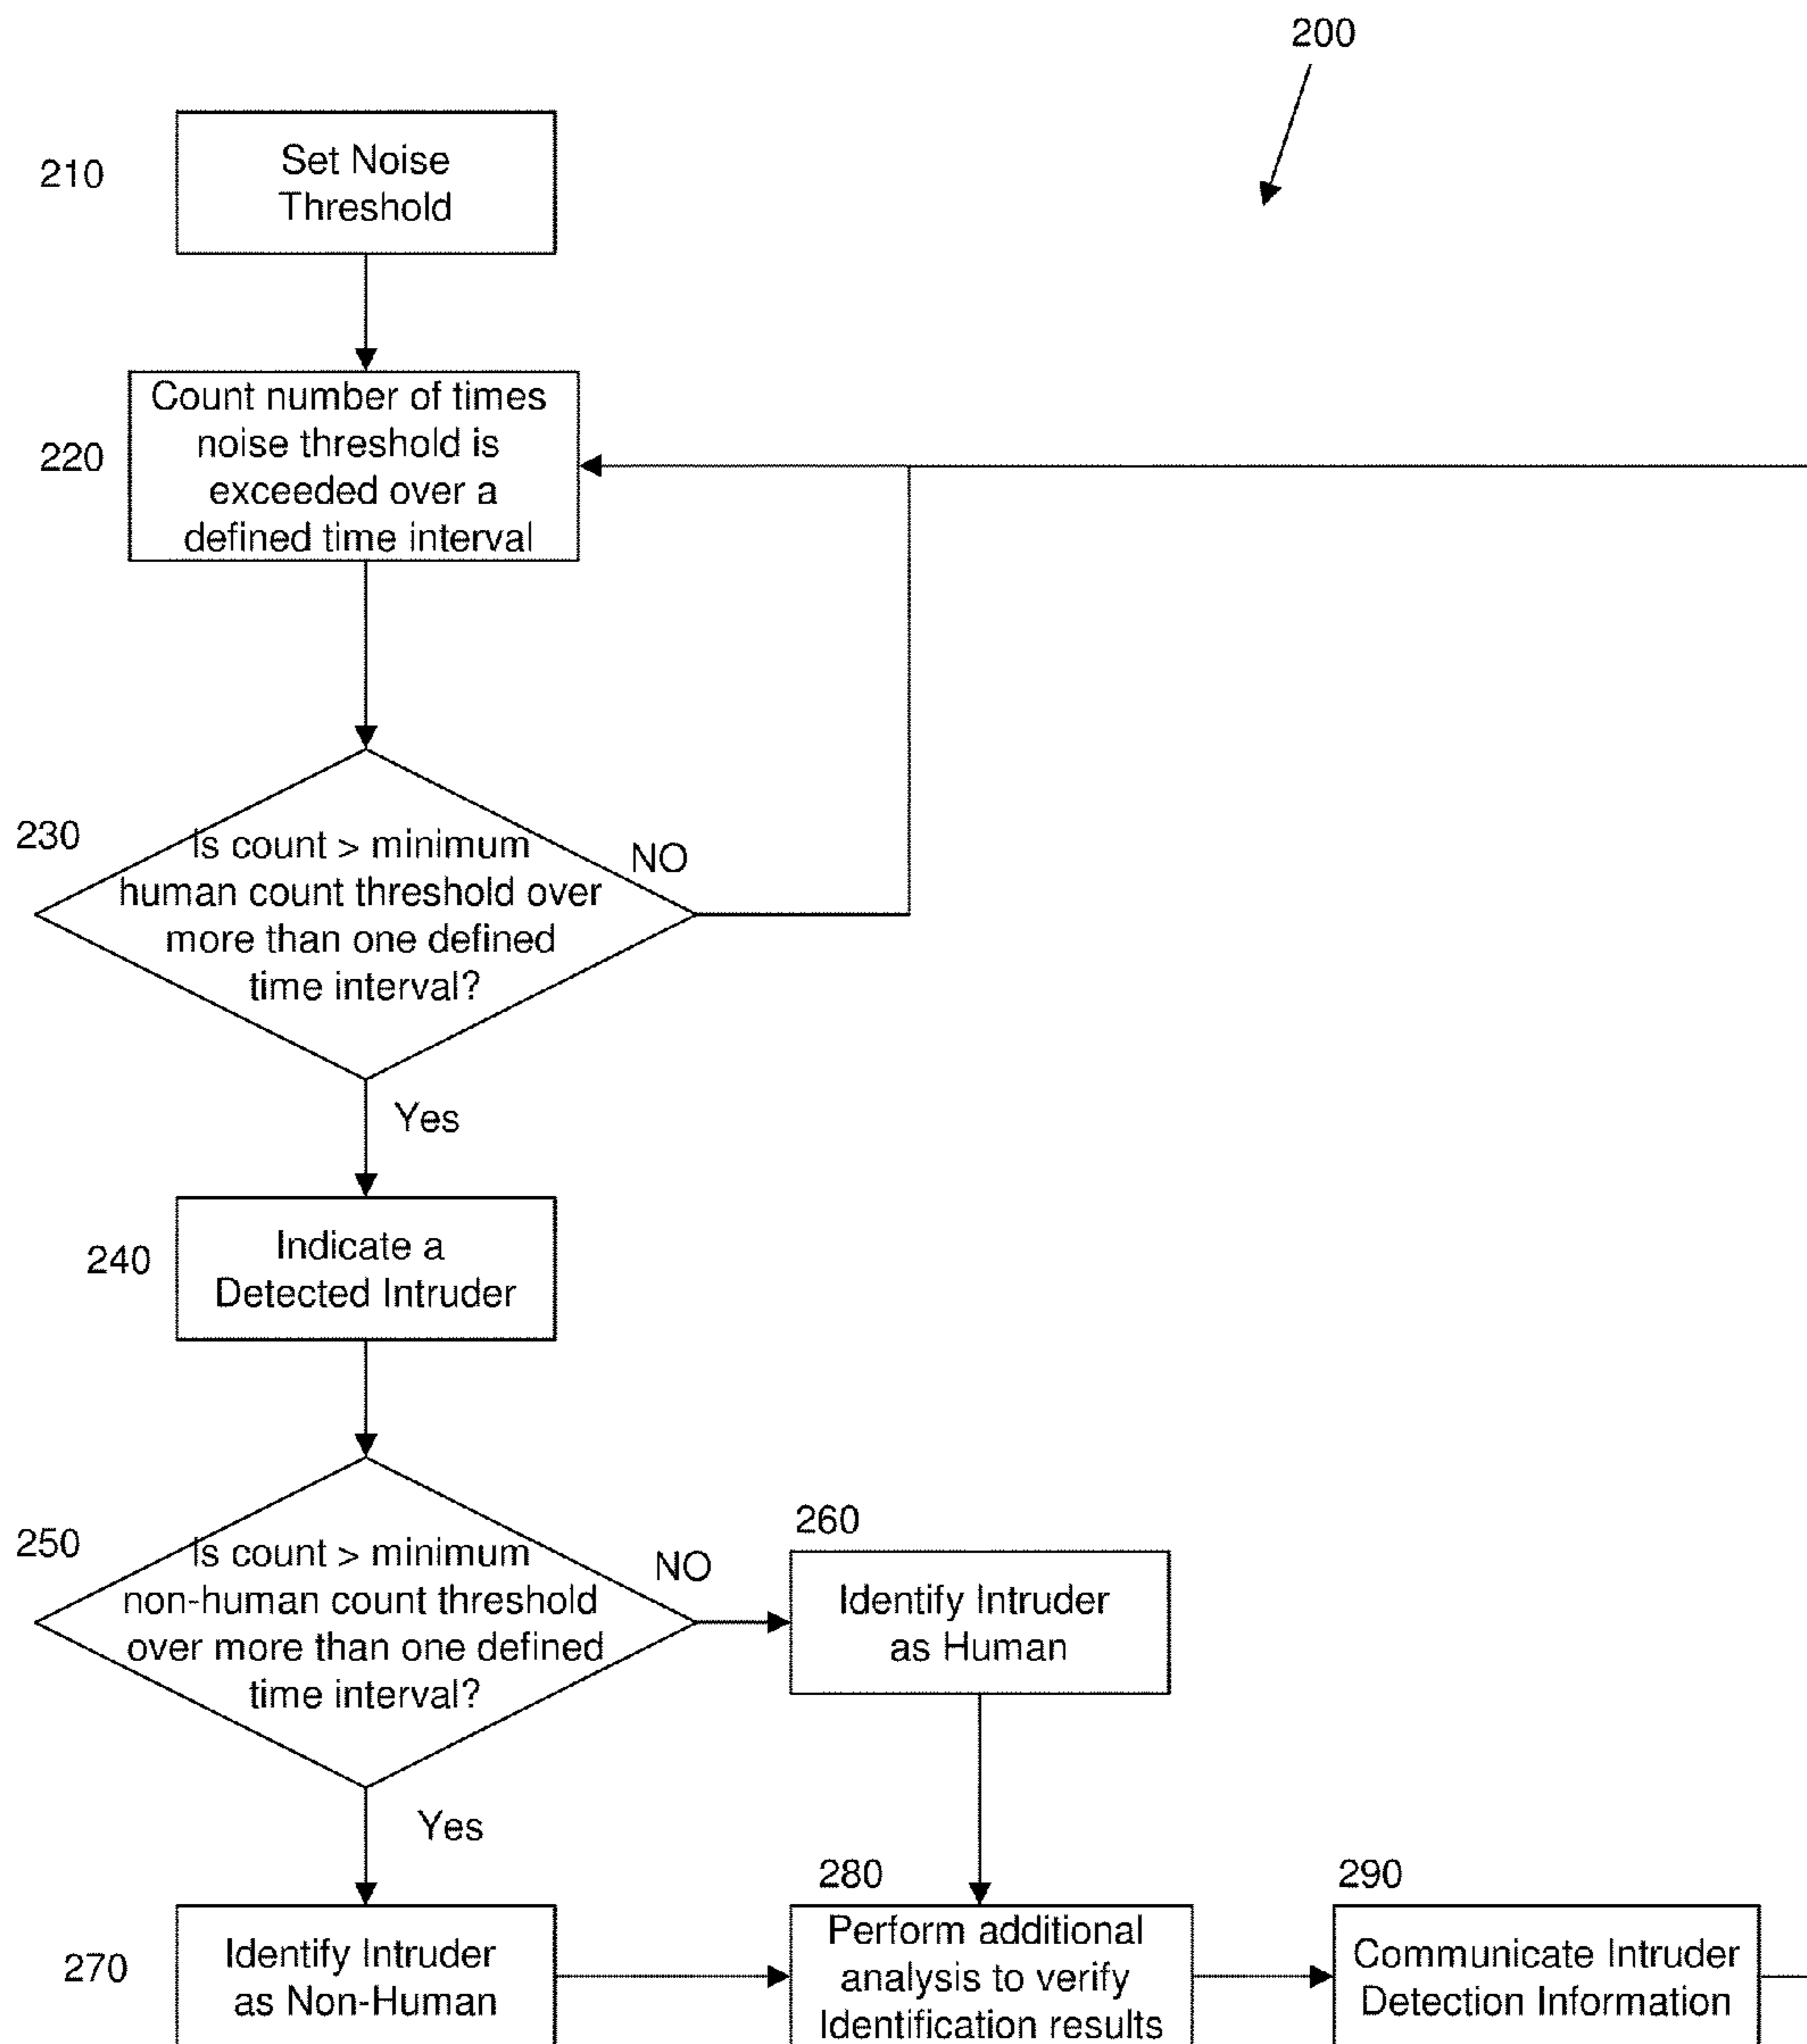 200
210
Set Noise
Threshold
220
Count number of times
noise threshold is
exceeded over a
defined time interval
230
Is count > minimum
human count threshold over
more than one defined
time interval?
NO
Yes
240
Indicate a
Detected Intruder
250
Is count > minimum
non-human count threshold
over more than one defined
time interval?
NO
260
Identify Intruder
as Human
Yes
270
Identify Intruder
as Non-Human
280
Perform additional
analysis to verify
Identification results
290
Communicate Intruder
Detection Information